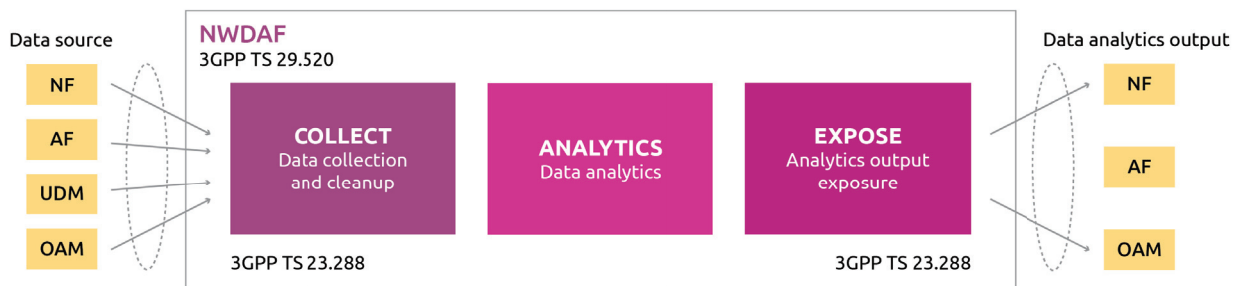 Data source
NF
AF
UDM
OAM
NWDAF
3GPP TS 29.520
COLLECT
Data collection
and cleanup
3GPP TS 23.288
ANALYTICS
Data analytics
EXPOSE
Analytics output
exposure
3GPP TS 23.288
Data analytics output
NF
AF
OAM